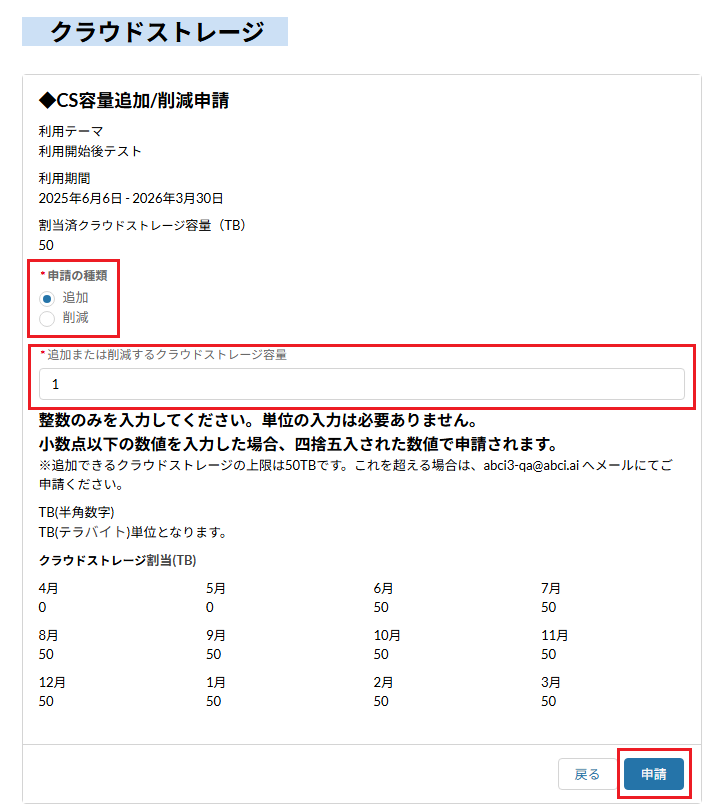 クラウドストレージ
◆CS容量追加/削減申請
利用テーマ
利用開始後テスト
利用期間
2025年6月6日 - 2026年3月30日
割当済クラウドストレージ容量（TB）
50
*申請の種類
追加
削減
*追加または削減するクラウドストレージ容量
1
整数のみを入力してください。単位の入力は必要ありません。
小数点以下の数値を入力した場合、四捨五入された数値で申請されます。
※追加できるクラウドストレージの上限は50TBです。これを超える場合は、abci3-qa@abci.ai へメールにてご
申請ください。
TB(半角数字)
TB(テラバイト)単位となります。
クラウドストレージ割当(TB)
4月 5月 6月 7月
0 0 50 50
8月 9月 10月 11月
50 50 50 50
12月 1月 2月 3月
50 50 50 50
戻る 申請